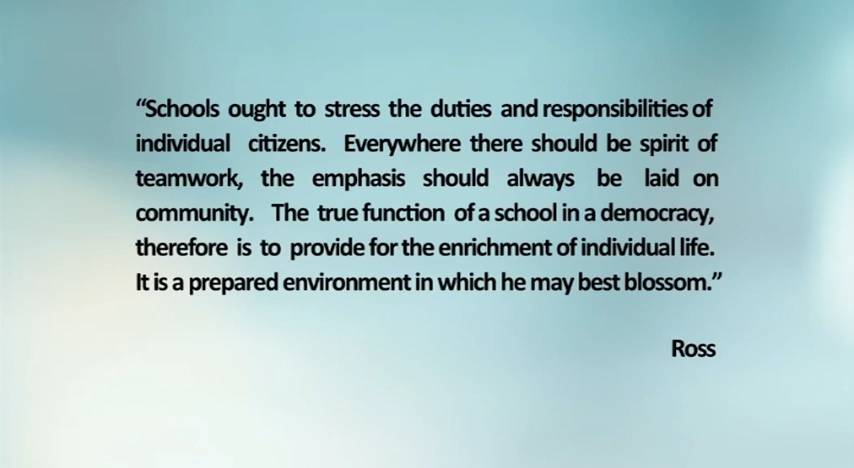 “Schools ought to stress the duties and responsibilities of
individual citizens. Everywhere there should be spirit of
teamwork, the emphasis should always be laid on
community. The true function of a school in a democracy,
therefore is to provide for the enrichment of individual life.
It is a prepared environment in which he may best blossom.”
Ross